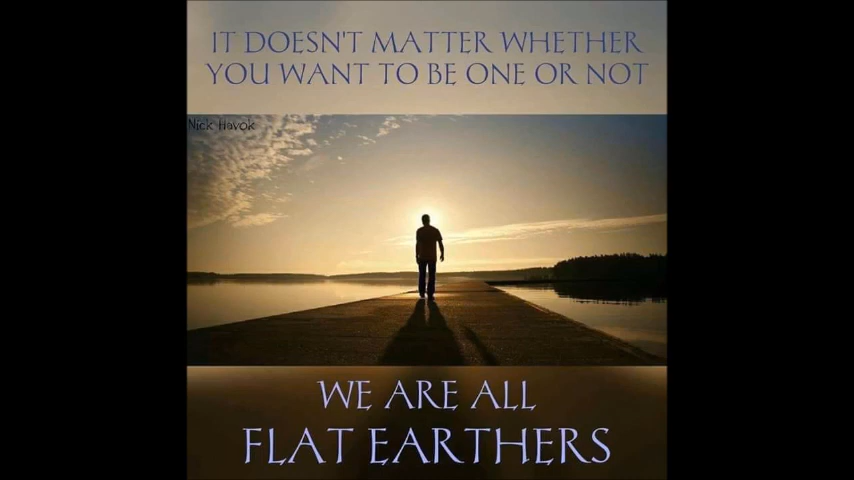 IT DOESN'T MATTER WHETHER
YOU WANT TO BE ONE OR NOT
Nick Havok
WE ARE ALL
FLAT EARTHERS